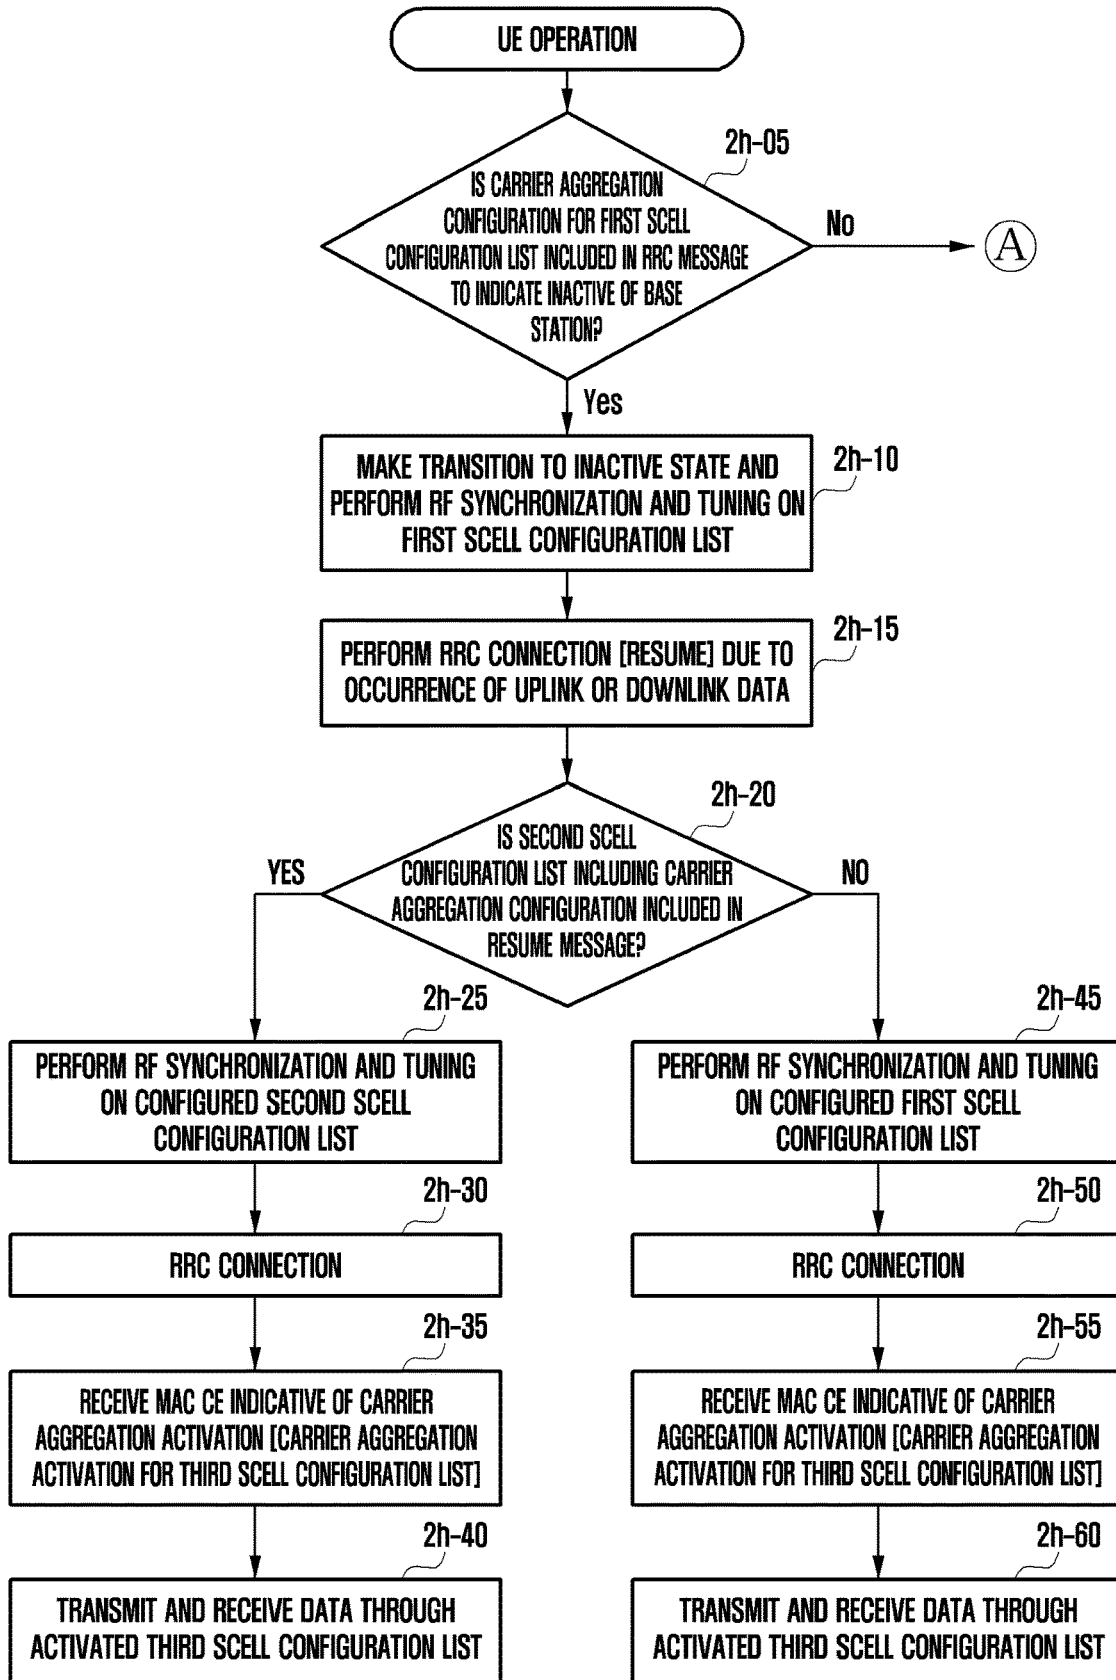 UE OPERATION
2h-05
IS CARRIER AGGREGATION
CONFIGURATION FOR FIRST SCELL
CONFIGURATION LIST INCLUDED IN RRC MESSAGE
TO INDICATE INACTIVE OF BASE
STATION?
No
A
Yes
2h-10
MAKE TRANSITION TO INACTIVE STATE AND
PERFORM RF SYNCHRONIZATION AND TUNING ON
FIRST SCELL CONFIGURATION LIST
2h-15
PERFORM RRC CONNECTION [RESUME] DUE TO
OCCURRENCE OF UPLINK OR DOWNLINK DATA
2h-20
IS SECOND SCELL
CONFIGURATION LIST INCLUDING CARRIER
AGGREGATION CONFIGURATION INCLUDED IN
RESUME MESSAGE?
YES
NO
2h-25
PERFORM RF SYNCHRONIZATION AND TUNING
ON CONFIGURED SECOND SCELL
CONFIGURATION LIST
2h-30
RRC CONNECTION
2h-35
RECEIVE MAC CE INDICATIVE OF CARRIER
AGGREGATION ACTIVATION [CARRIER AGGREGATION
ACTIVATION FOR THIRD SCELL CONFIGURATION LIST]
2h-40
TRANSMIT AND RECEIVE DATA THROUGH
ACTIVATED THIRD SCELL CONFIGURATION LIST
2h-45
PERFORM RF SYNCHRONIZATION AND TUNING
ON CONFIGURED FIRST SCELL
CONFIGURATION LIST
2h-50
RRC CONNECTION
2h-55
RECEIVE MAC CE INDICATIVE OF CARRIER
AGGREGATION ACTIVATION [CARRIER AGGREGATION
ACTIVATION FOR THIRD SCELL CONFIGURATION LIST]
2h-60
TRANSMIT AND RECEIVE DATA THROUGH
ACTIVATED THIRD SCELL CONFIGURATION LIST